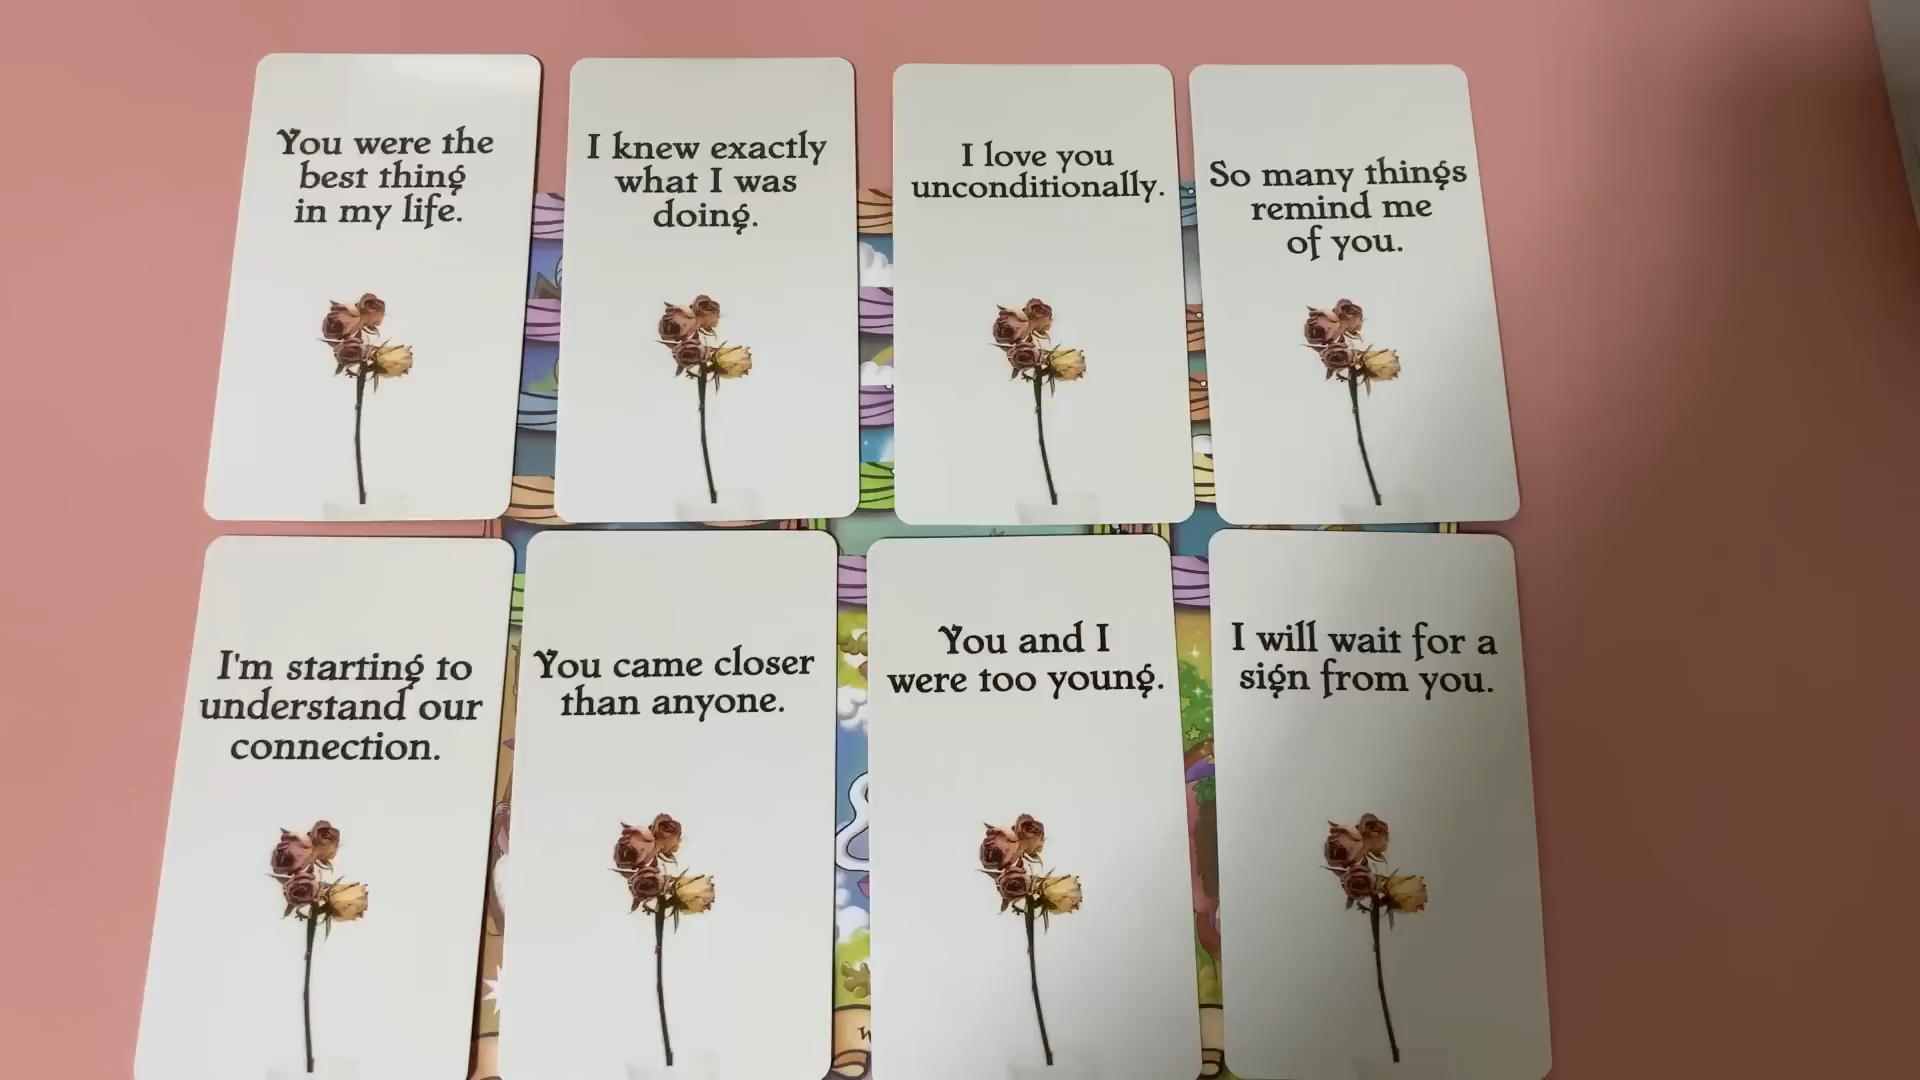 You were the
best thing
in my life.
I knew exactly
what I was
doing.
I love you
unconditionally.
So many things
remind me
of you.
I'm starting to
understand our
connection.
You came closer
than anyone.
You and I
were too young.
I will wait for a
sign from you.